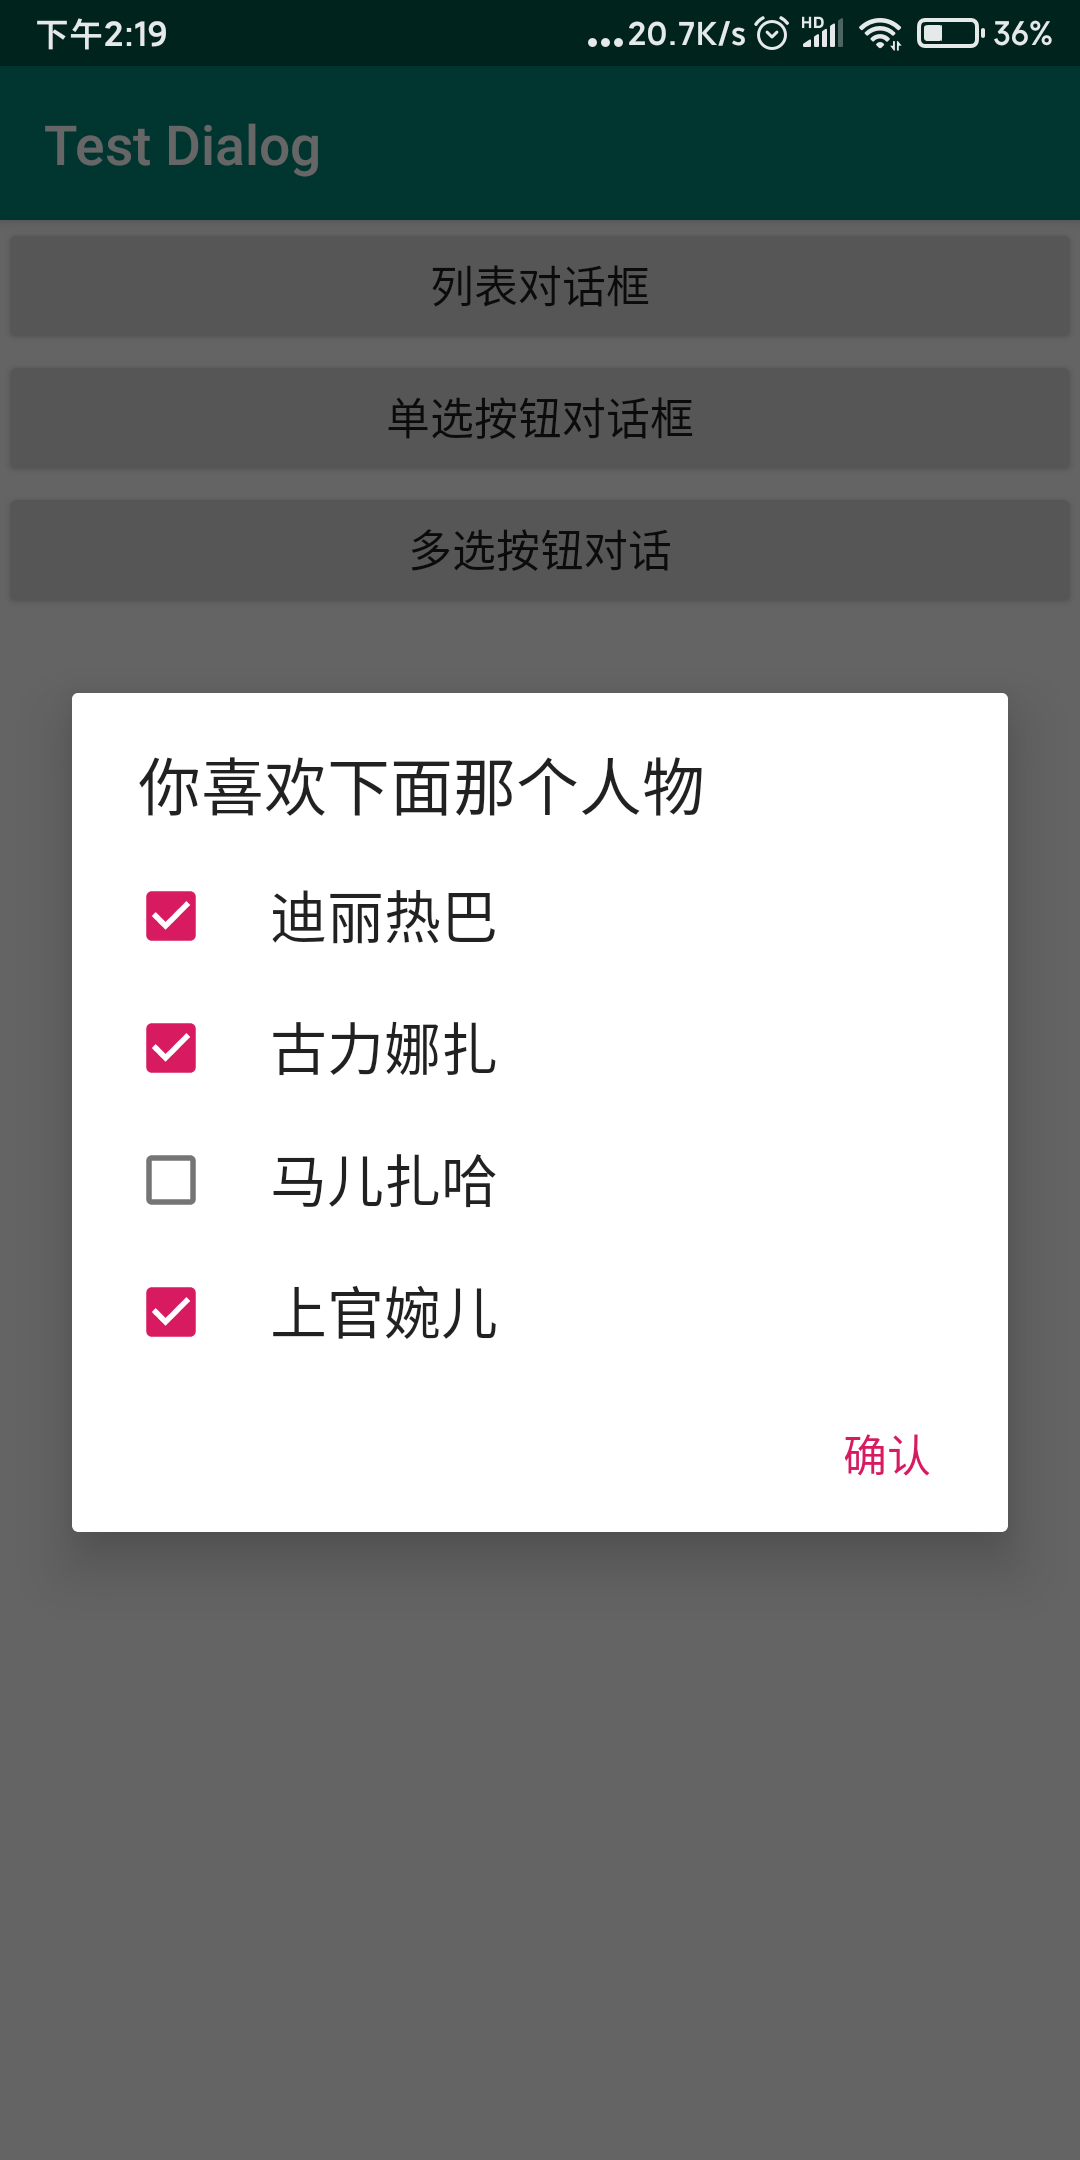 下午2:19 ...20.7K/s HD 36%
Test Dialog
列表对话框
单选按钮对话框
多选按钮对话
你喜欢下面那个人物
迪丽热巴
古力娜扎
马儿扎哈
上官婉儿
确认